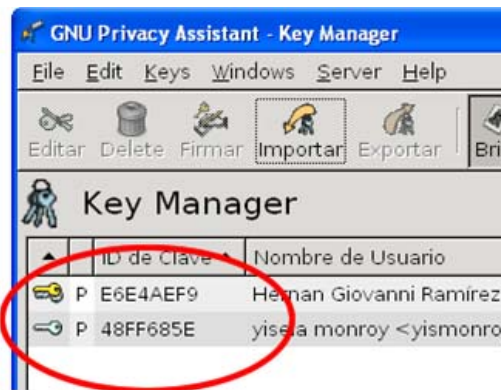 GNU Privacy Assistant - Key Manager
File Edit Keys Windows Server Help
Editar Delete Firmar Importar Exportar Bri
Key Manager
ID de Clave Nombre de Usuario
P E6E4AEF9 Hernan Giovanni Ramírez
P 48FF685E yisela monroy <yismonro